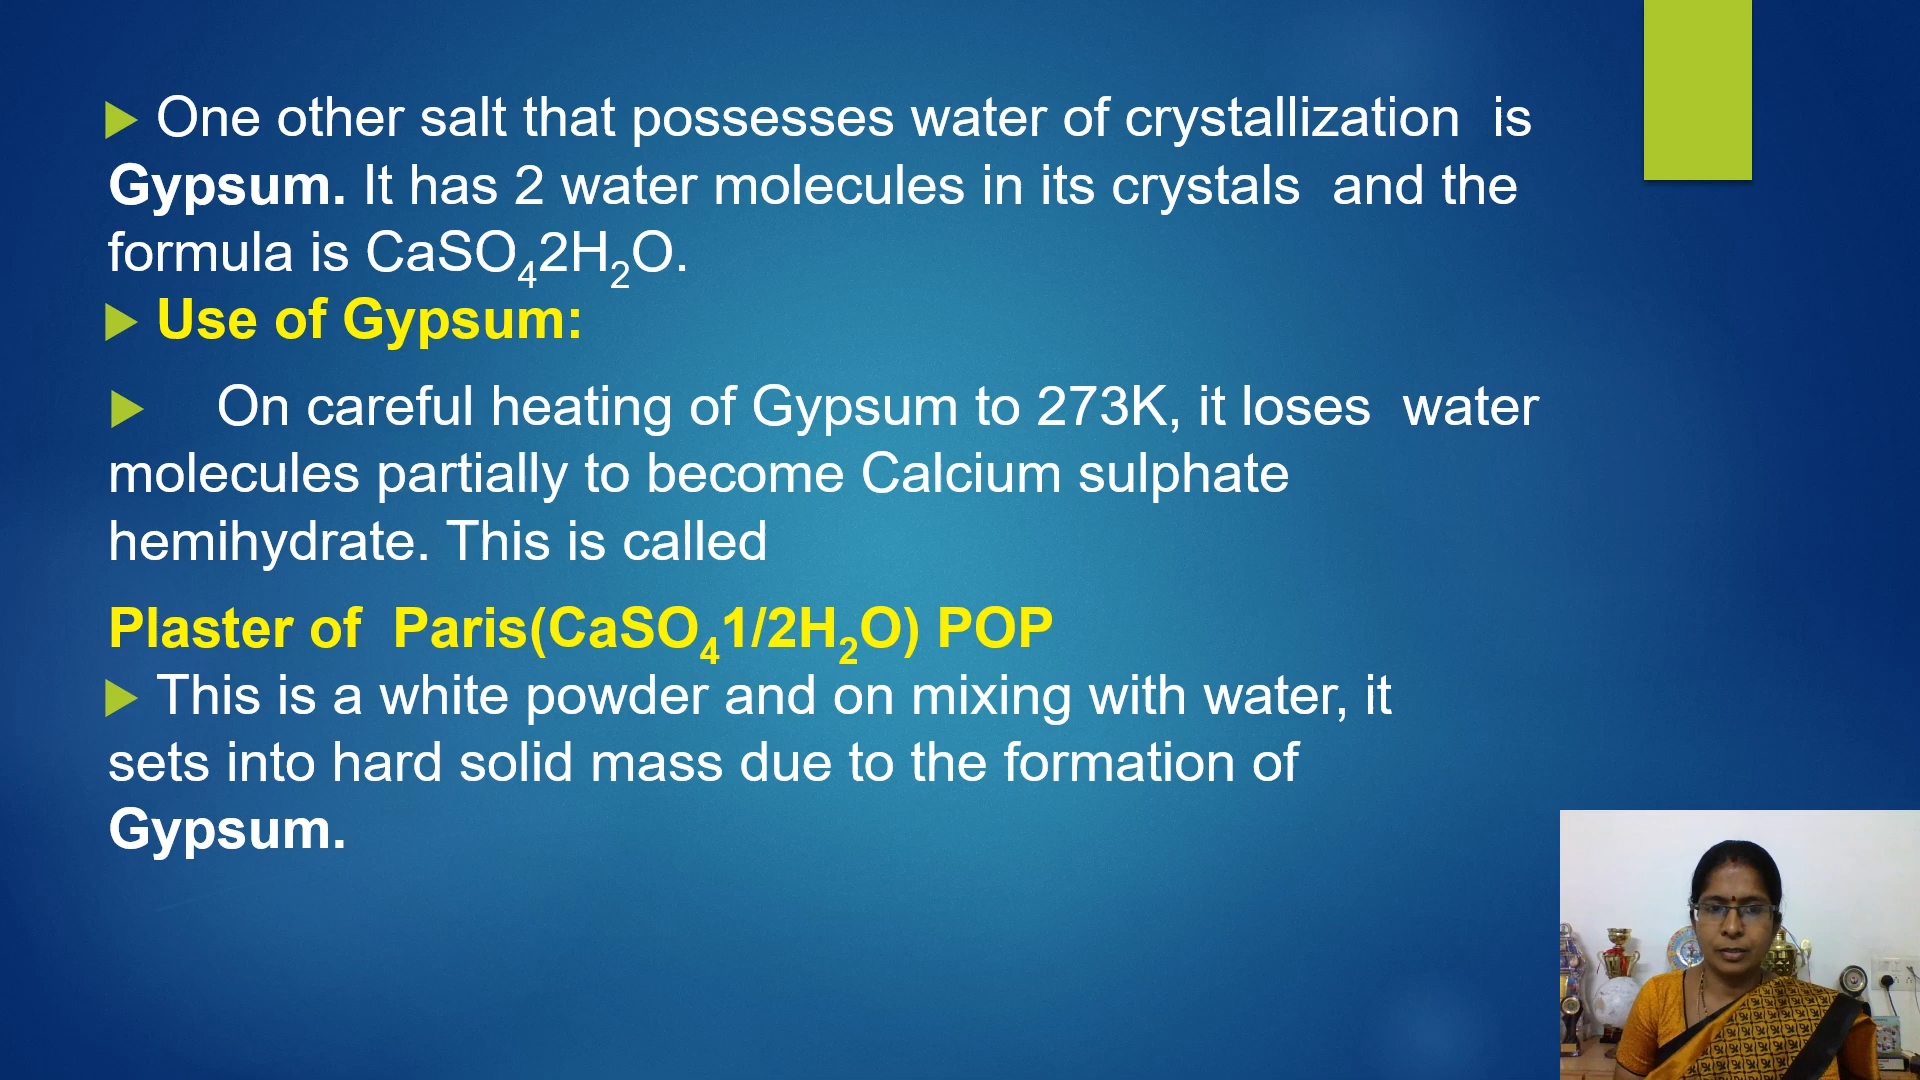 One other salt that possesses water of crystallization is
Gypsum. It has 2 water molecules in its crystals and the
formula is CaSO₄2H₂O.
Use of Gypsum:
On careful heating of Gypsum to 273K, it loses water
molecules partially to become Calcium sulphate
hemihydrate. This is called
Plaster of Paris(CaSO₄1/2H₂O) POP
This is a white powder and on mixing with water, it
sets into hard solid mass due to the formation of
Gypsum.